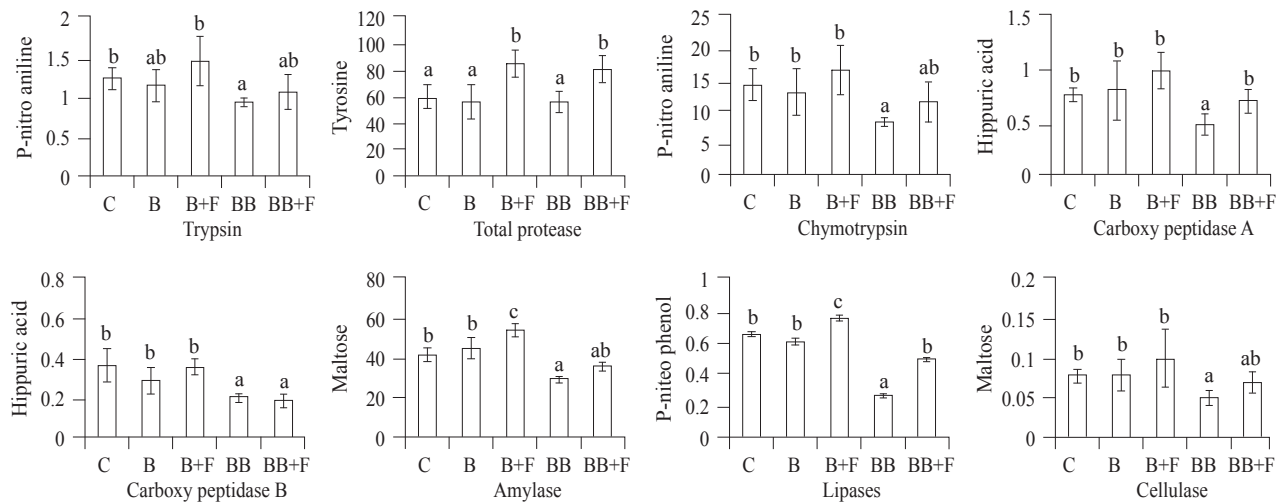 P-nitro aniline
2
1.5
1
0.5
0
b
ab
b
a
ab
C B B+F BB BB+F
Trypsin
Tyrosine
120
100
80
60
40
20
0
a
a
b
a
b
C B B+F BB BB+F
Total protease
P-nitro aniline
25
20
15
10
5
0
b
b
b
a
ab
C B B+F BB BB+F
Chymotrypsin
Hippuric acid
1.5
1
0.5
0
b
b
b
a
b
C B B+F BB BB+F
Carboxy peptidase A
Hippuric acid
0.8
0.6
0.4
0.2
0
b
b
b
a
a
C B B+F BB BB+F
Carboxy peptidase B
Maltose
80
60
40
20
0
b
b
c
a
ab
C B B+F BB BB+F
Amylase
P-niteo phenol
1
0.8
0.6
0.4
0.2
0
b
b
c
a
b
C B B+F BB BB+F
Lipases
Maltose
0.2
0.15
0.1
0.05
0
b
b
b
a
ab
C B B+F BB BB+F
Cellulase